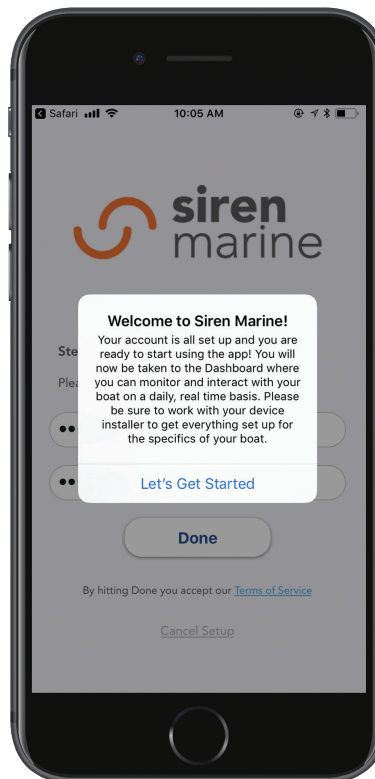 Safari 10:05 AM
siren
marine
Welcome to Siren Marine!
Your account is all set up and you are
ready to start using the app! You will
now be taken to the Dashboard where
you can monitor and interact with your
boat on a daily, real time basis. Please
be sure to work with your device
installer to get everything set up for
the specifics of your boat.
Let's Get Started
Done
By hitting Done you accept our Terms of Service
Cancel Setup